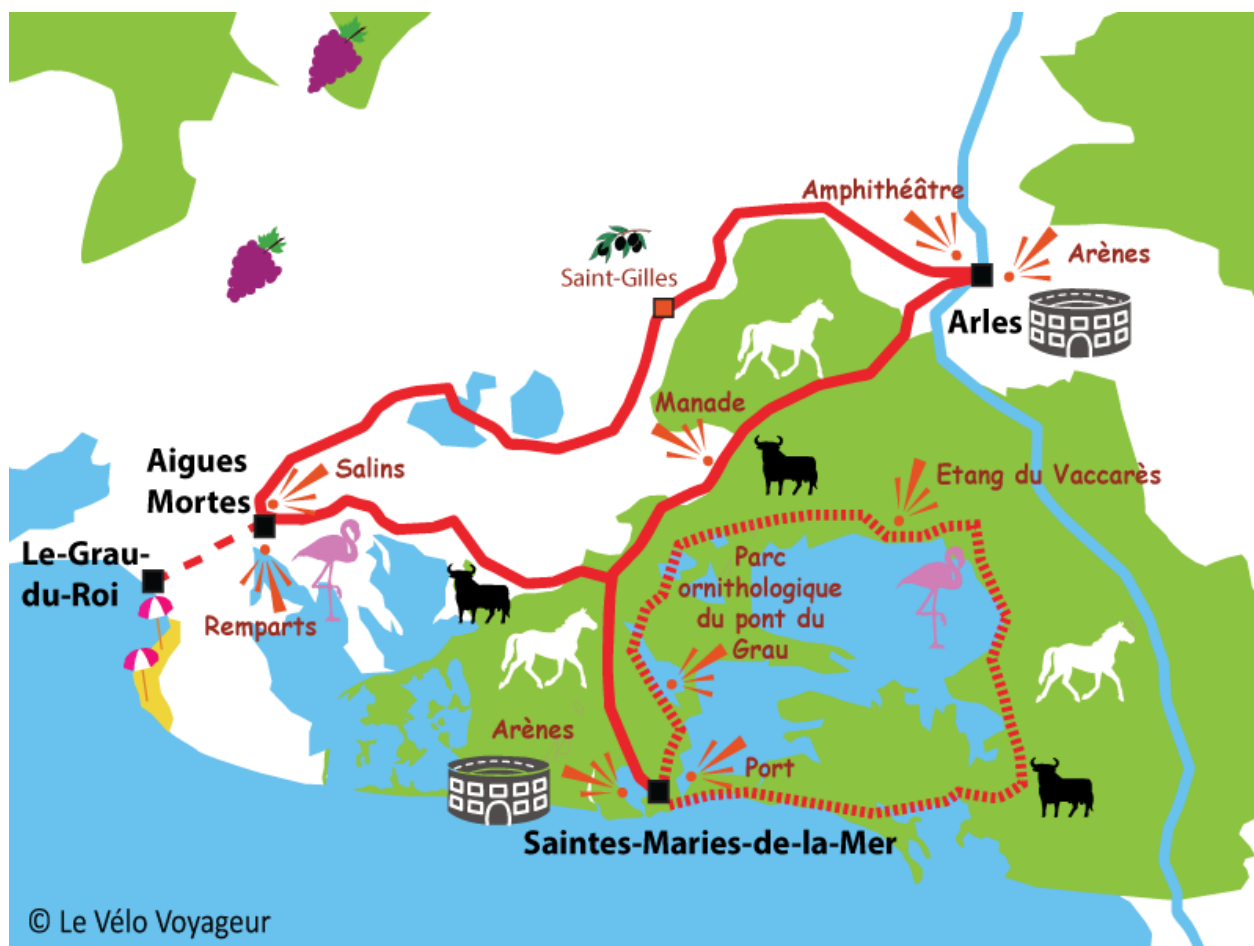 Amphithéâtre
Arènes
Saint-Gilles
Arles
Manade
Aigues
Mortes
Salins
Etang du Vaccarès
Le-Grau-
du-Roi
Parc
ornithologique
du pont du
Grau
Remparts
Arènes
Port
Saintes-Maries-de-la-Mer
© Le Vélo Voyageur